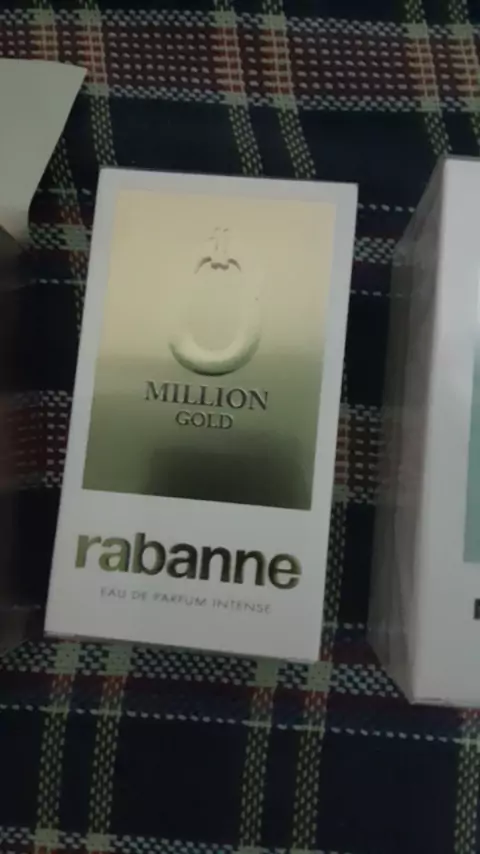 MILLION
GOLD
rabanne
EAU DE PARFUM INTENSE